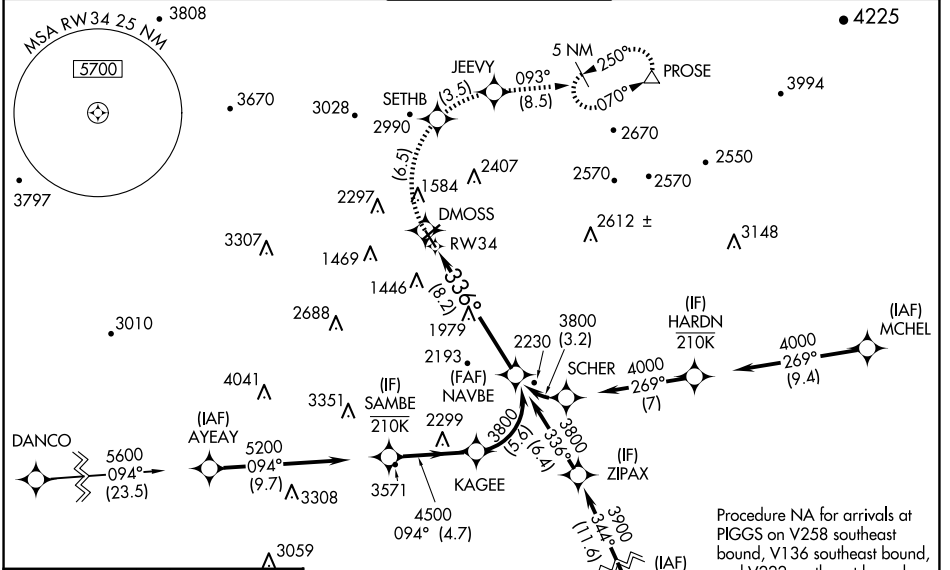 MSA RW34 25 NM
5700
3808
4225
3670
3028
2990
SETHB
JEEVY
(3.5)
093°
(8.5)
5 NM
250°
070°
PROSE
3994
2670
2550
2570
2570
3797
(6.5)
2407
1584
2297
DMOSS
RW34
2612 ±
3148
3307
1469
1446
336°
(8.2)
1979
2688
3010
2193
2230
3800
(3.2)
SCHER
(IF)
HARDN
210K
4000
269°
(7)
4000
269°
(9.4)
(IAF)
MCHEL
(FAF)
NAVBE
4041
3351
(IF)
SAMBE
210K
2299
3800
(5.6)
3800
336°
(6.4)
(IF)
ZIPAX
DANCO
5600
094°
(23.5)
(IAF)
AYEAY
5200
094°
(9.7)
3308
3571
KAGEE
4500
094° (4.7)
3059
3900
344°
(11.6)
(IAF)
Procedure NA for arrivals at
PIGGS on V258 southeast
bound, V136 southeast bound,